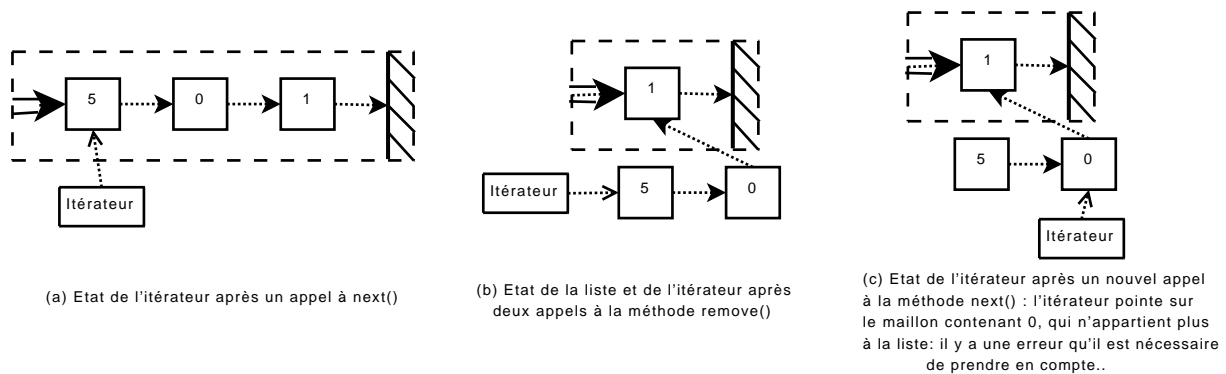 5
0
1
Itérateur
(a) Etat de l'itérateur après un appel à next()
1
Itérateur
5
0
(b) Etat de la liste et de l'itérateur après
deux appels à la méthode remove()
1
5
0
Itérateur
(c) Etat de l'itérateur après un nouvel appel
à la méthode next() : l'itérateur pointe sur
le maillon contenant 0, qui n'appartient plus
à la liste: il y a une erreur qu'il est nécessaire
de prendre en compte..